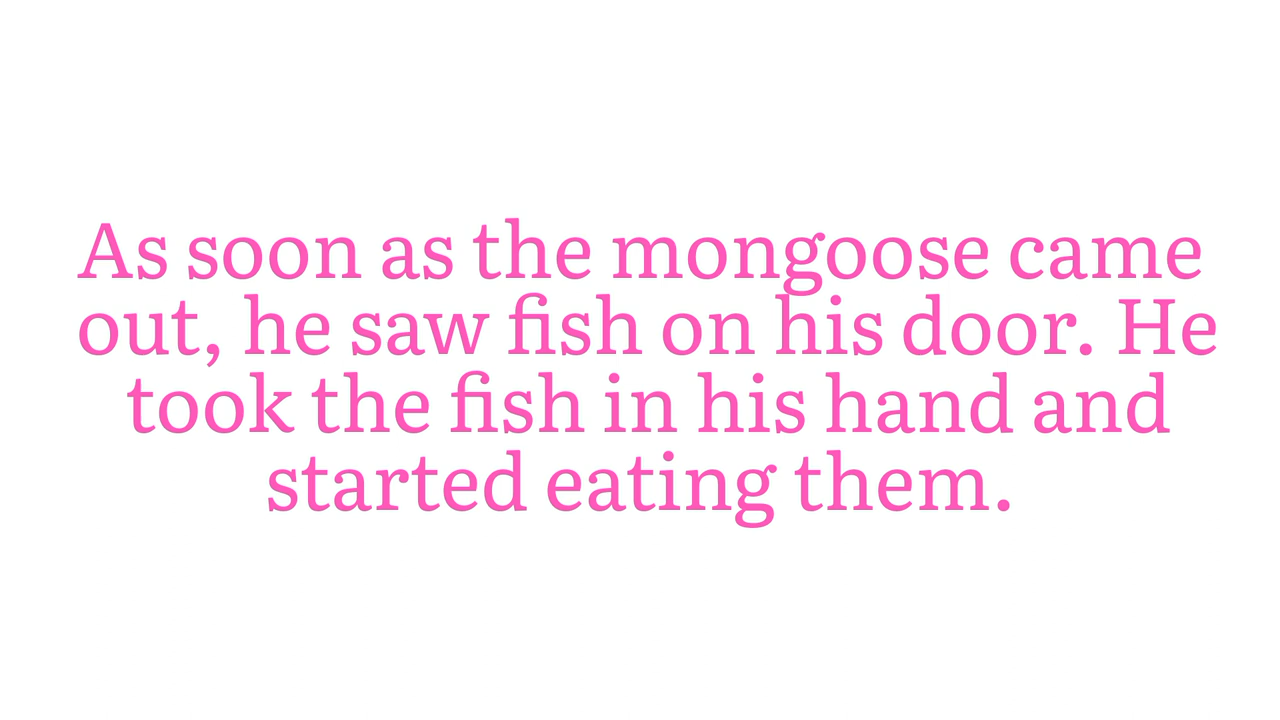 As soon as the mongoose came
out, he saw fish on his door. He
took the fish in his hand and
started eating them.